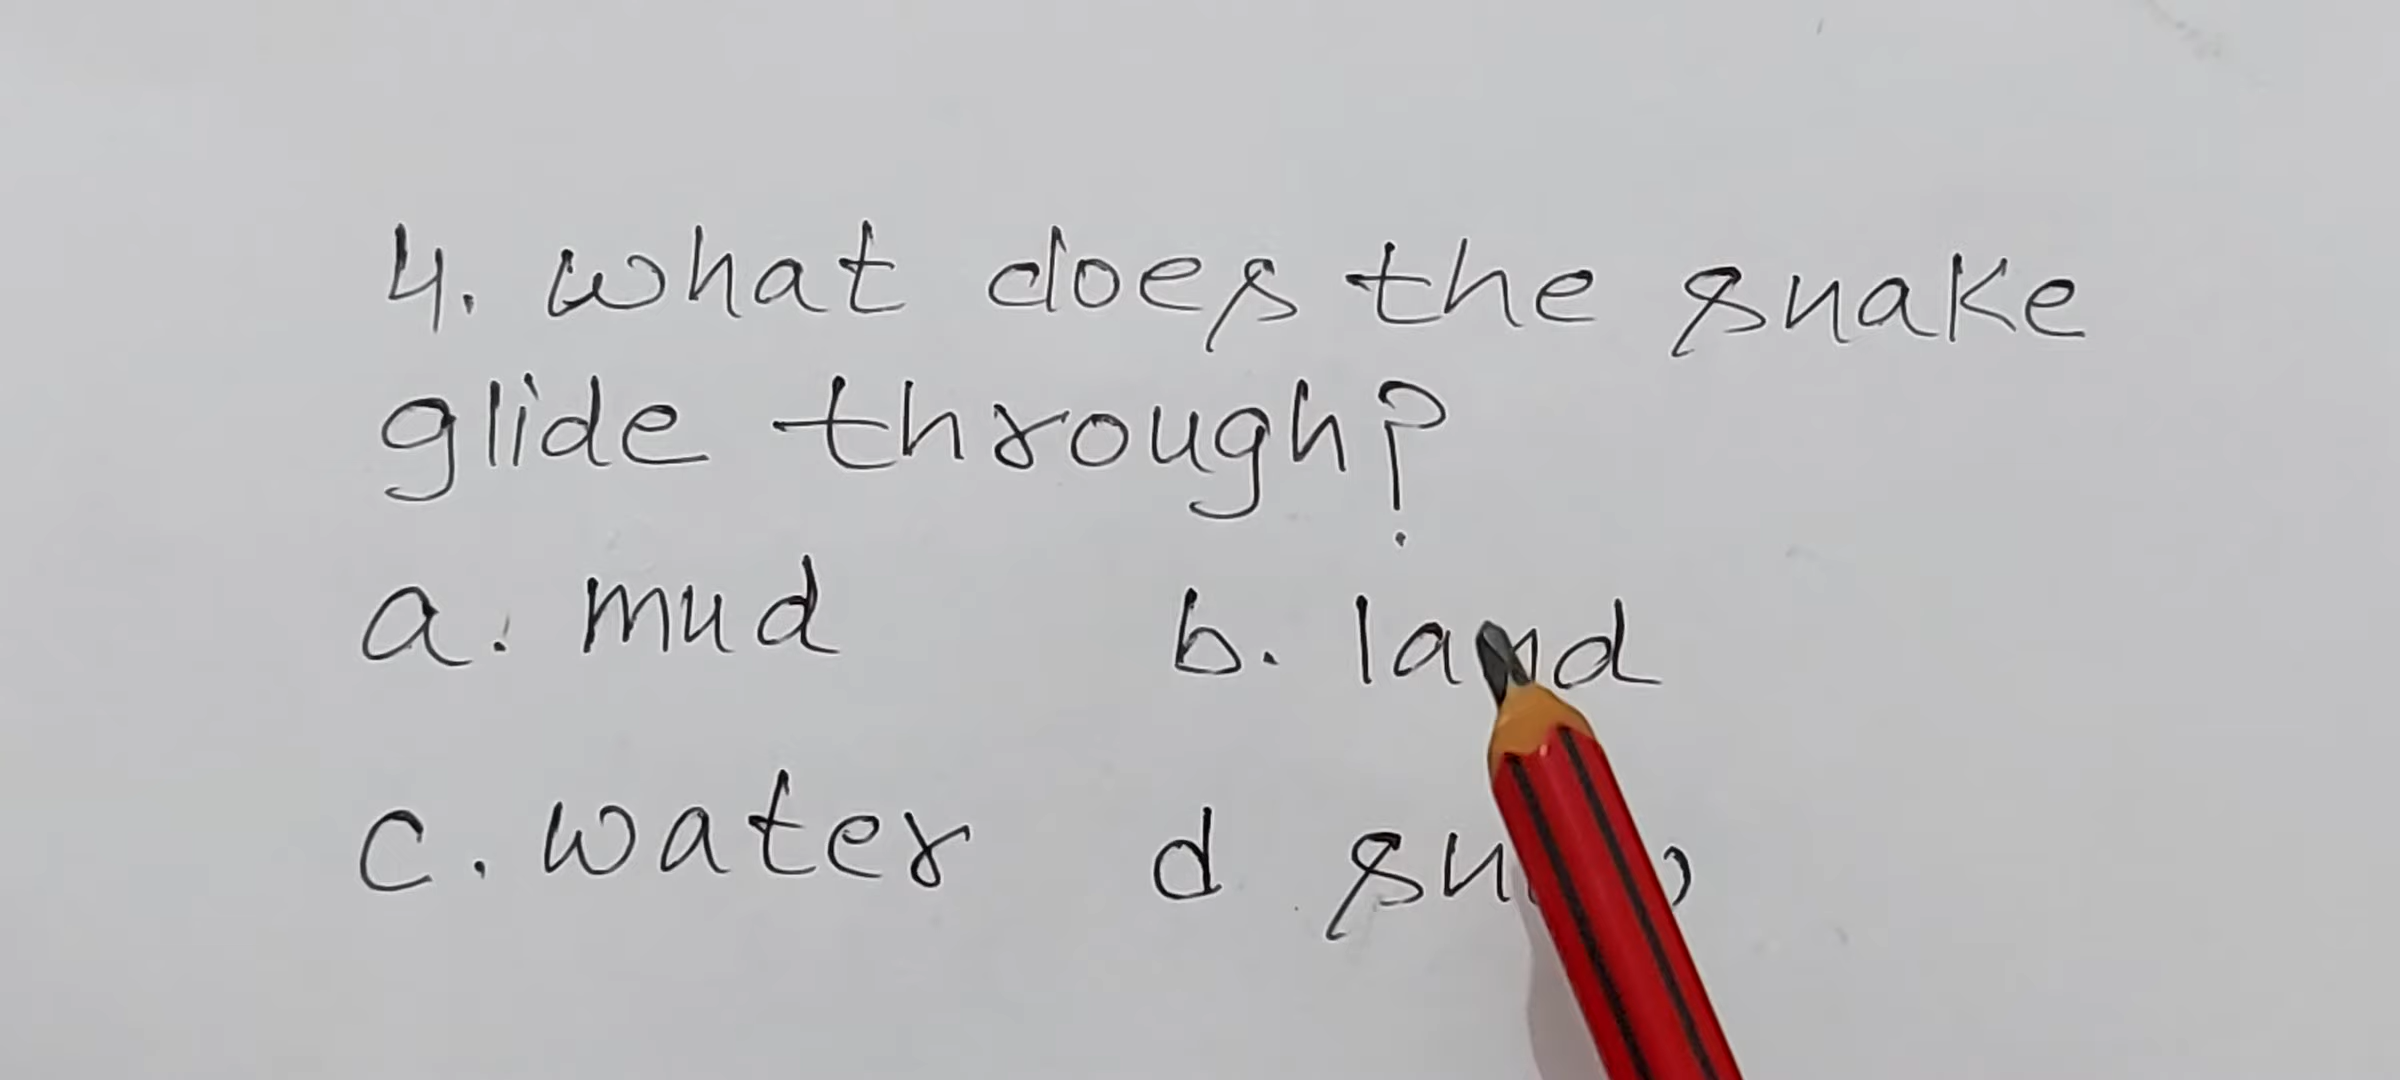 4. what does the snake
glide through?
a. mud b. land
c. water d